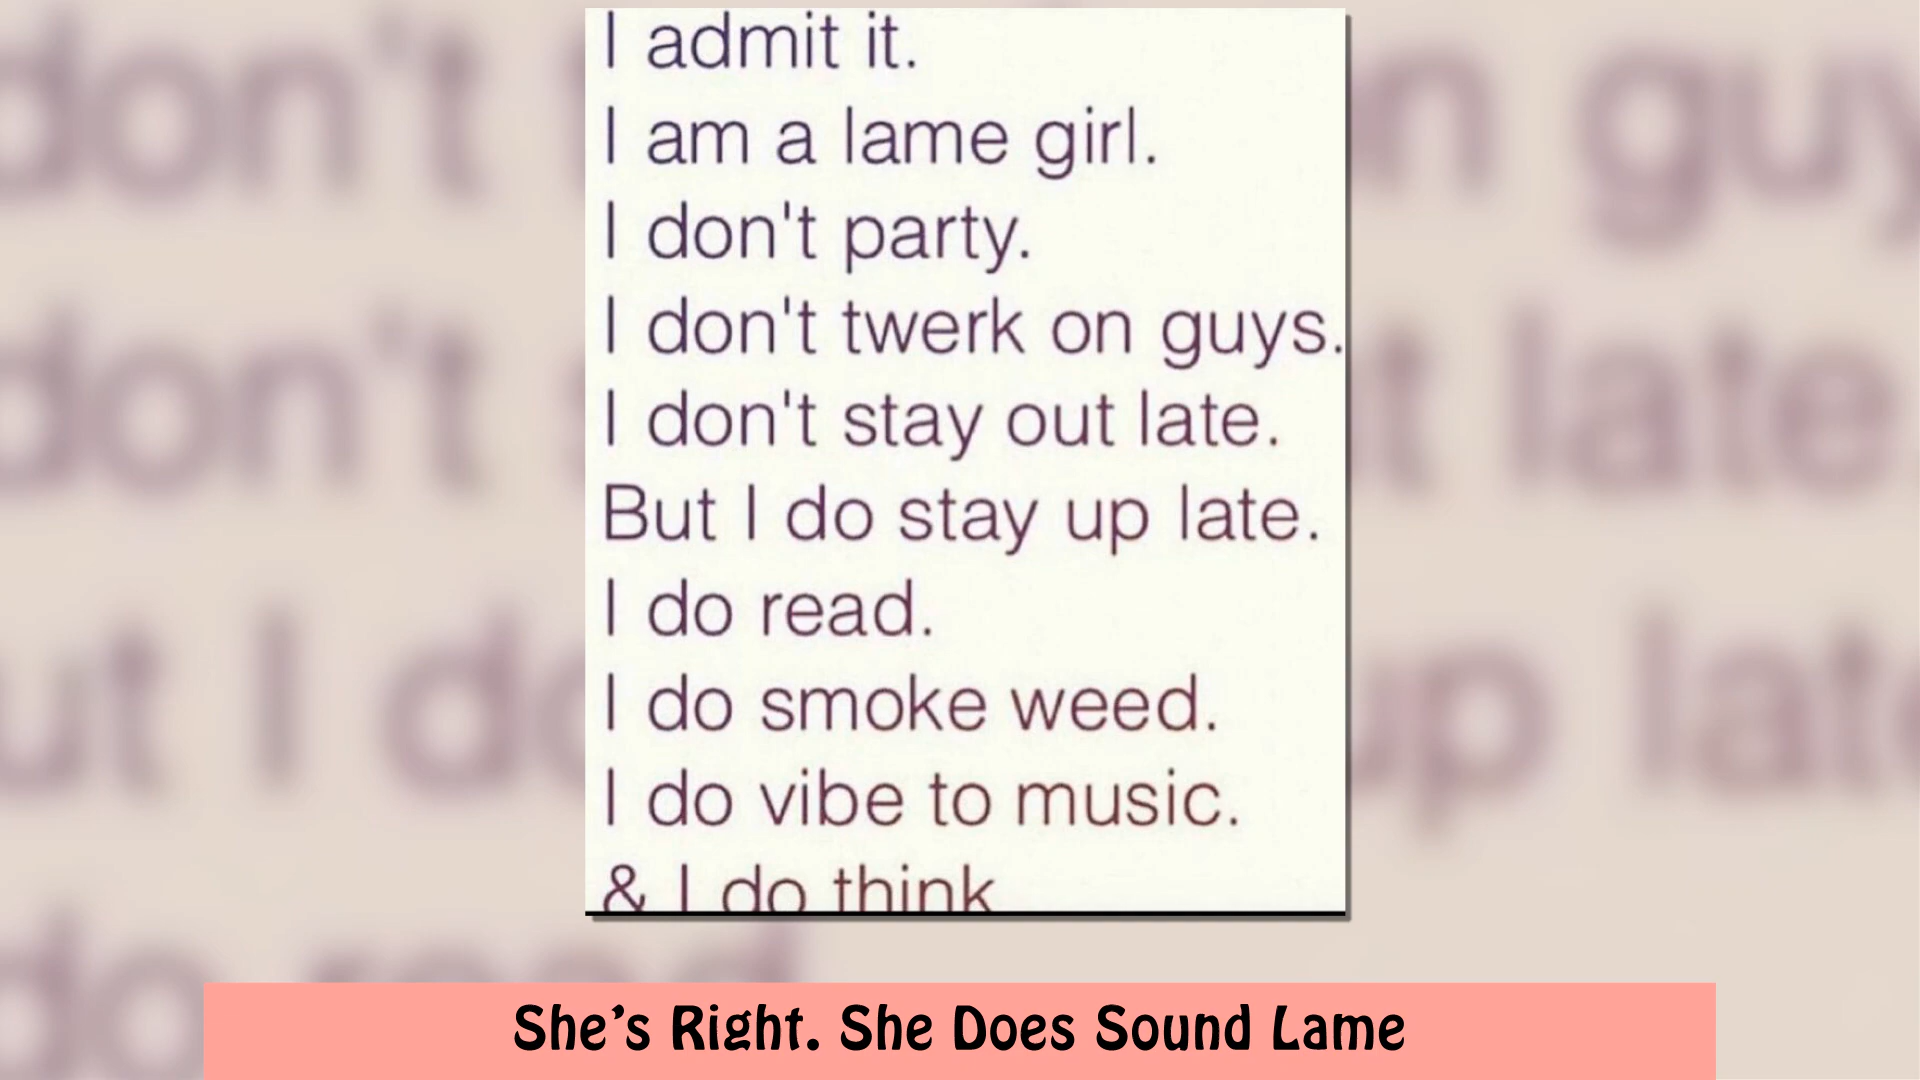 I admit it.
I am a lame girl.
I don't party.
I don't twerk on guys.
I don't stay out late.
But I do stay up late.
I do read.
I do smoke weed.
I do vibe to music.
& I do think
She's Right. She Does Sound Lame